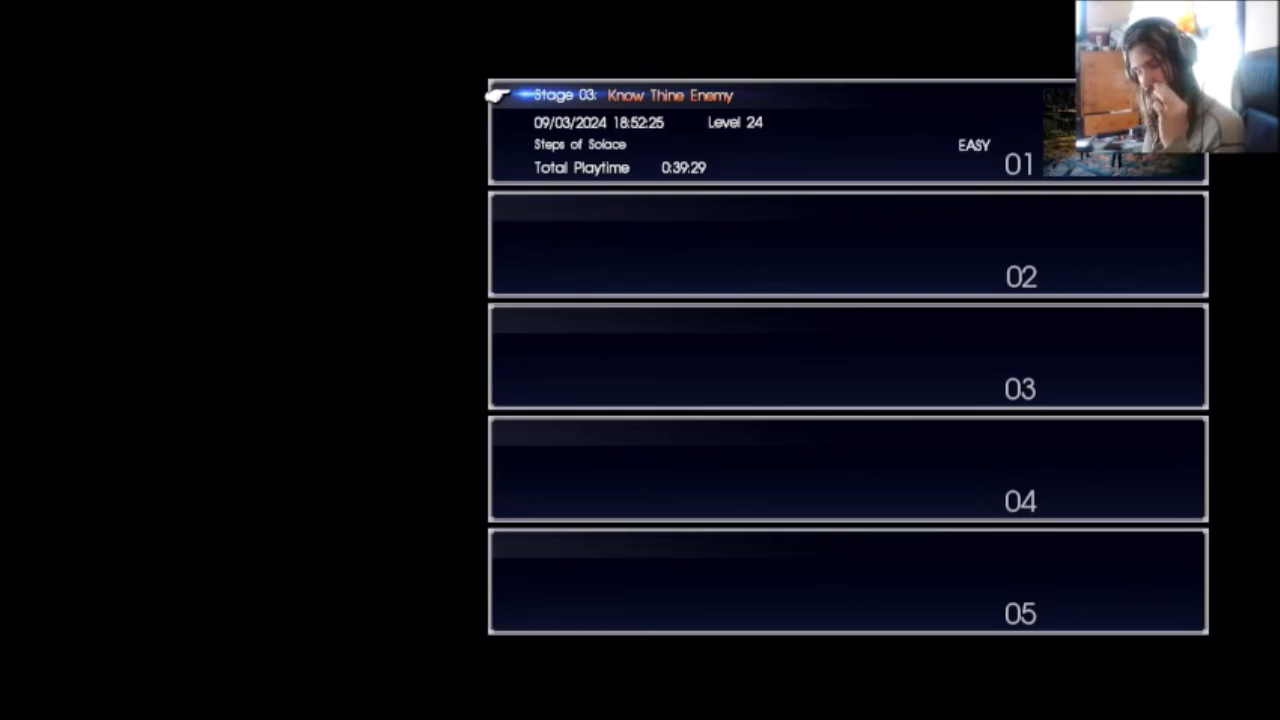 Stage 03: Know Thine Enemy
09/03/2024 18:52:25 Level 24
Steps of Solace
EASY
Total Playtime 0:39:29
01
02
03
04
05